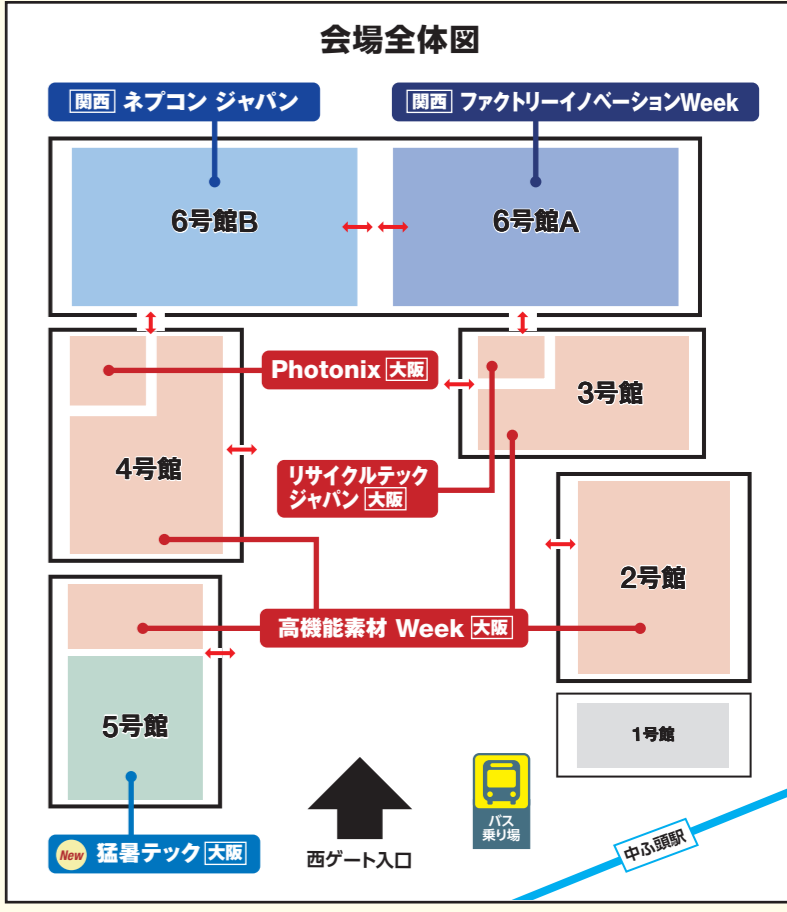 会場全体図
関西 ネプコン ジャパン
関西 ファクトリーイノベーションWeek
6号館B
6号館A
Photonix 大阪
3号館
4号館
リサイクルテック
ジャパン 大阪
2号館
高機能素材 Week 大阪
5号館
1号館
バス
乗り場
New 猛暑テック 大阪
西ゲート入口
中ふ頭駅